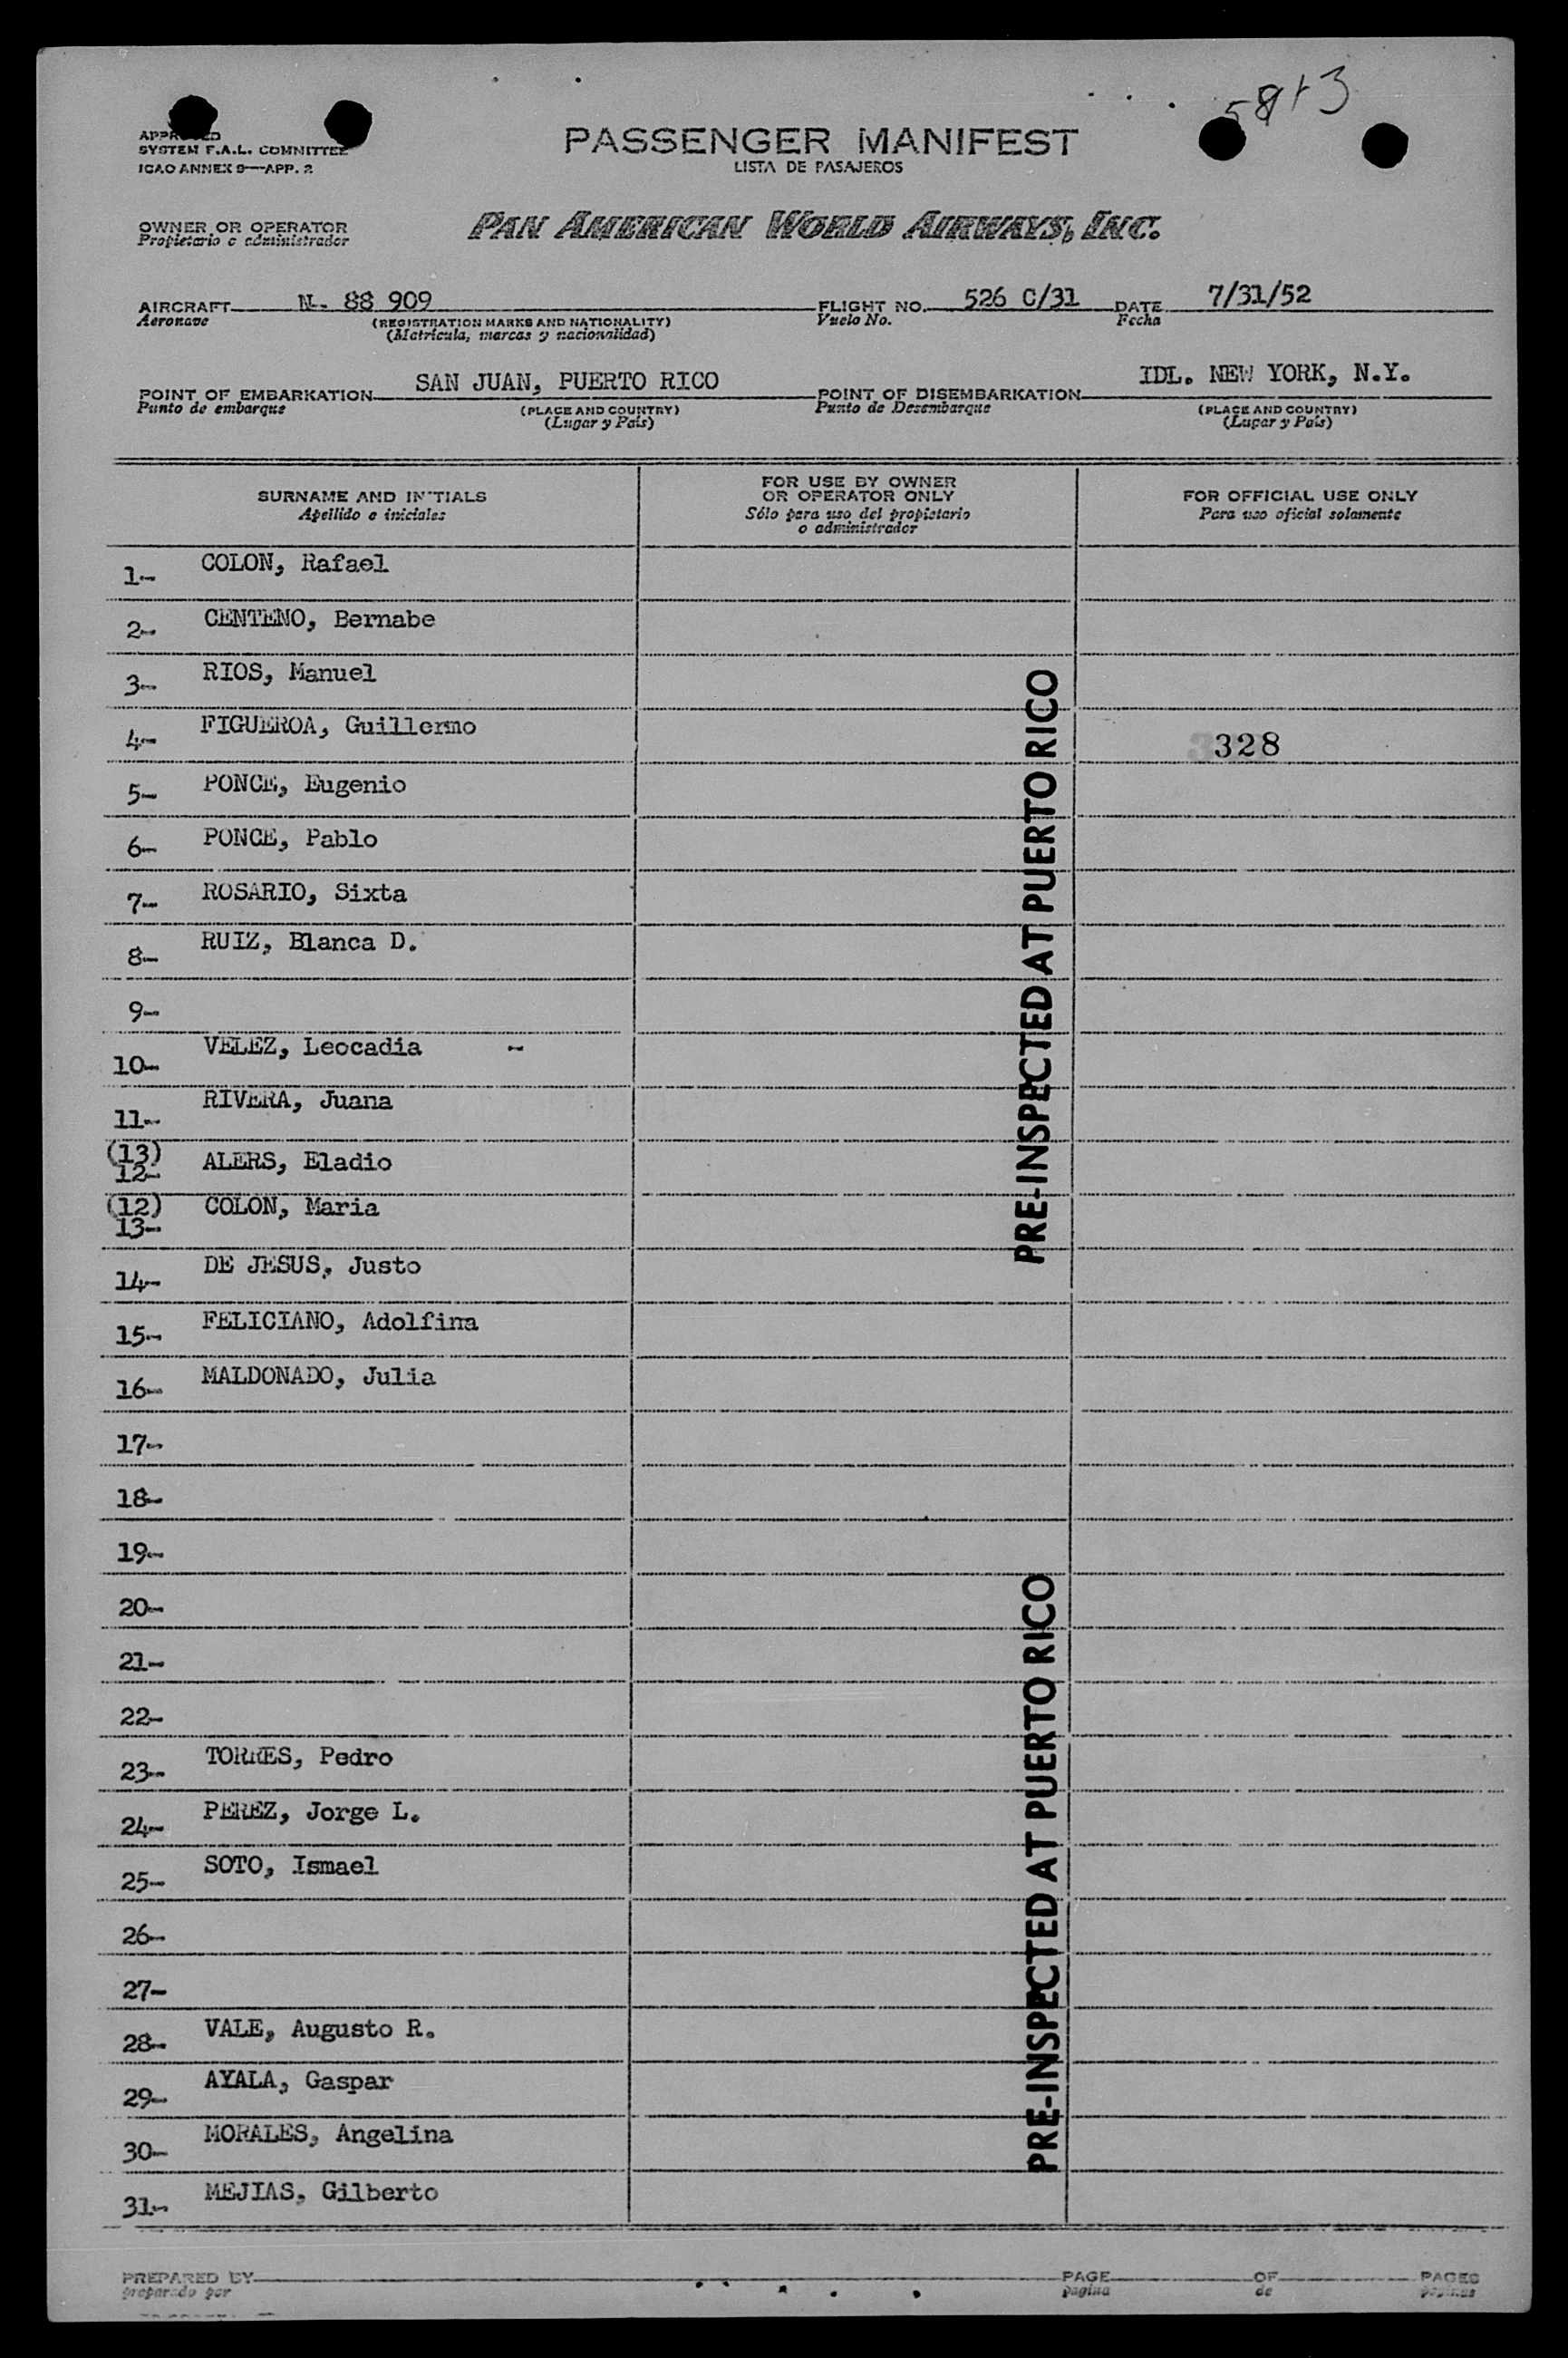 5813
APPROVED
SYSTEM F.A.L. COMMITTEE
ICAO ANNEX 9—APP. 2
PASSENGER MANIFEST
LISTA DE PASAJEROS
OWNER OR OPERATOR
Propietario o administrador
PAN AMERICAN WORLD AIRWAYS, INC.
AIRCRAFT N- 88 909 FLIGHT NO. 526 C/31 DATE 7/31/52
Aeronave (REGISTRATION MARKS AND NATIONALITY) Vuelo No. Fecha
(Matricula, marcas y nacionalidad)
POINT OF EMBARKATION SAN JUAN, PUERTO RICO POINT OF DISEMBARKATION IDL. NEW YORK, N.Y.
Punto de embarque (PLACE AND COUNTRY) Punto de Desembarque (PLACE AND COUNTRY)
(Lugar y País) (Lugar y País)
SURNAME AND INITIALS
Apellido e iniciales
FOR USE BY OWNER
OR OPERATOR ONLY
Sólo para uso del propietario
o administrador
FOR OFFICIAL USE ONLY
Para uso oficial solamente
1- COLON, Rafael
2- CENTENO, Bernabe
3- RIOS, Manuel
4- FIGUEROA, Guillermo 328
5- PONCE, Eugenio
6- PONCE, Pablo
7- ROSARIO, Sixta
8- RUIZ, Blanca D.
9-
10- VELEZ, Leocadia -
11- RIVERA, Juana
(13)
12- ALERS, Eladio
(12) COLON, Maria
13-
14- DE JESUS, Justo
15- FELICIANO, Adolfina
16- MALDONADO, Julia
17-
18-
19-
20-
21-
22-
23- TORRES, Pedro
24- PEREZ, Jorge L.
25- SOTO, Ismael
26-
27-
28- VALE, Augusto R.
29- AYALA, Gaspar
30- MORALES, Angelina
31- MEJIAS, Gilberto
PRE-INSPECTED AT PUERTO RICO
PRE-INSPECTED AT PUERTO RICO
PREPARED BY PAGE OF PAGES
preparado por pagina de paginas